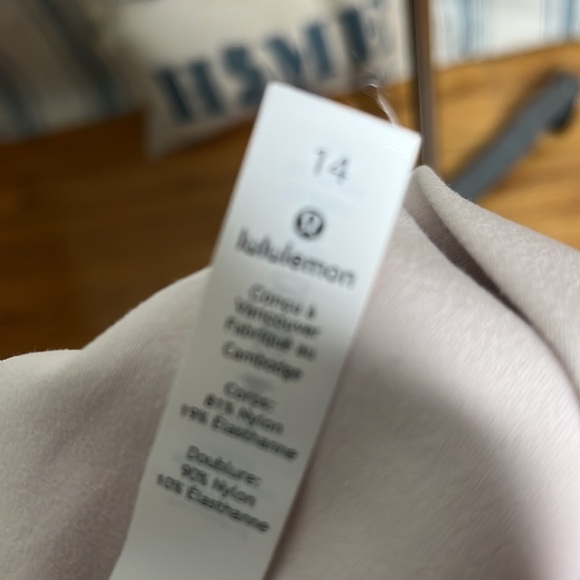 14
lululemon
Conçu à
Vancouver
Fabriqué au
Cambodge
Corps:
81% Nylon
19% Élasthanne
Doublure:
90% Nylon
10% Élasthanne